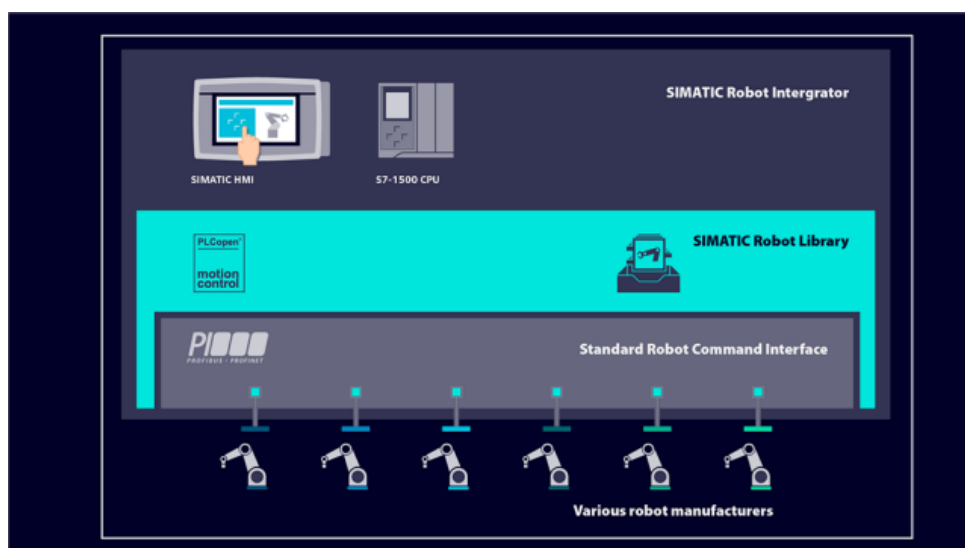 SIMATIC Robot Intergrator
SIMATIC HMI
S7-1500 CPU
PLCopen®
motion
control
SIMATIC Robot Library
PI
PROFIBUS · PROFINET
Standard Robot Command Interface
Various robot manufacturers